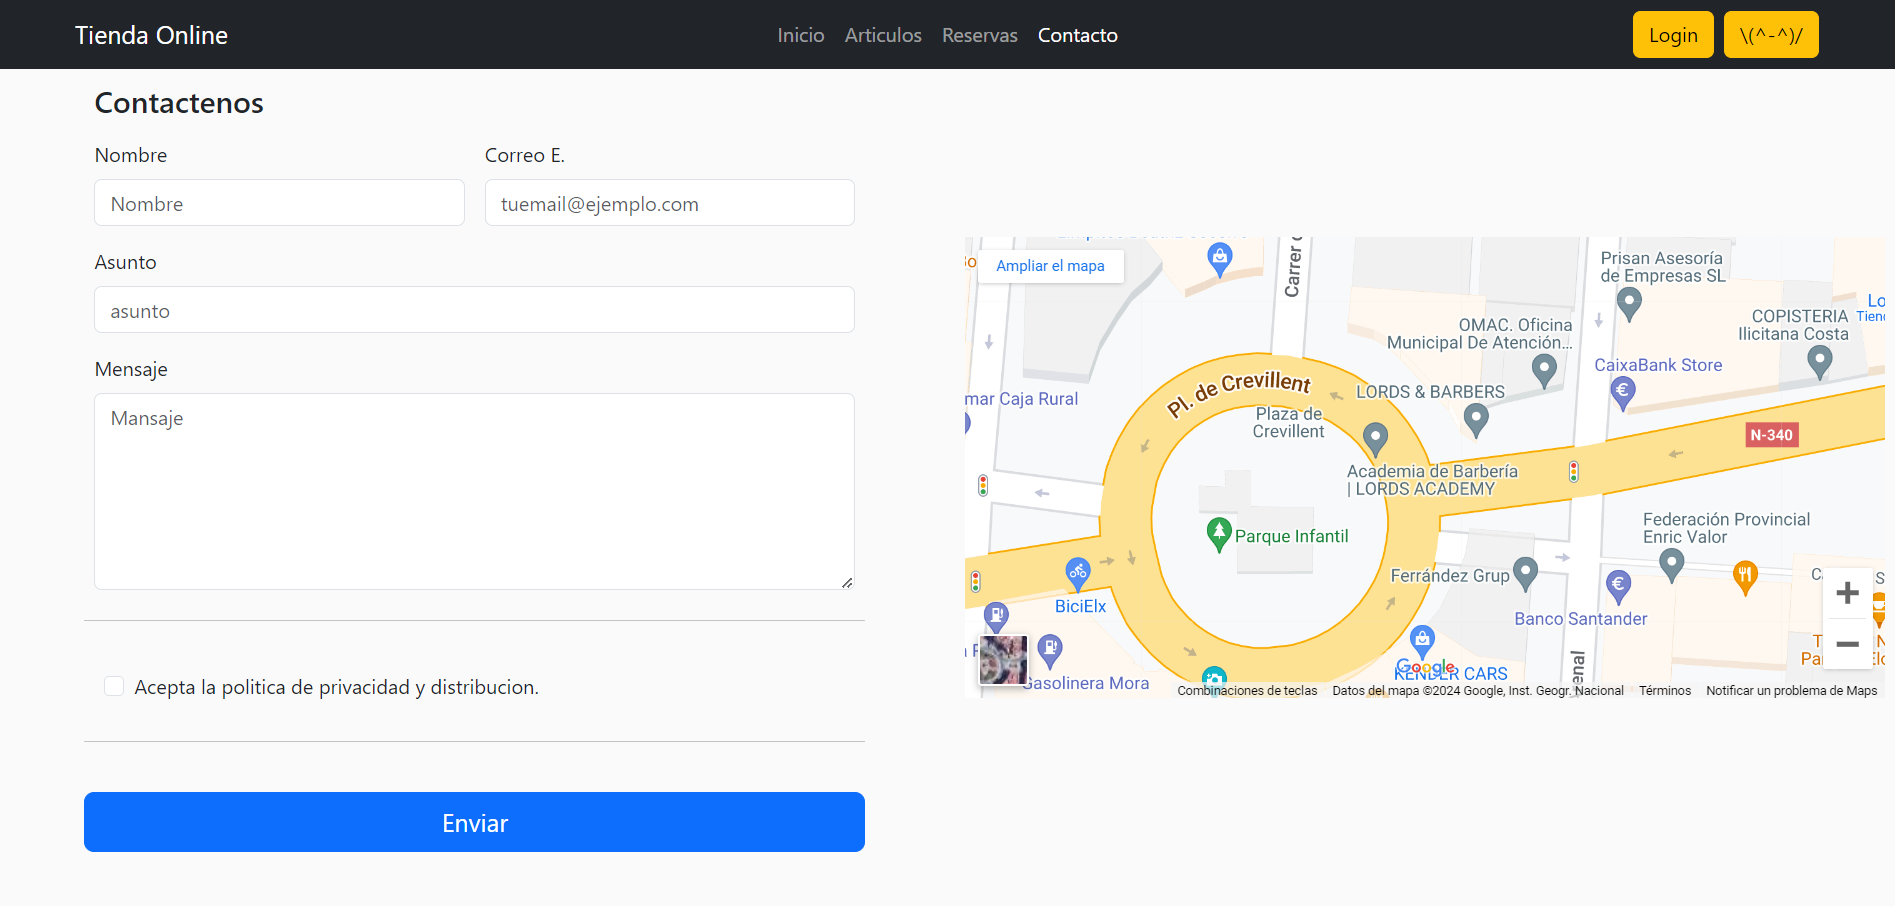 Tienda Online
Inicio
Articulos
Reservas
Contacto
Login
\(^-^)/
Contactenos
Nombre
Correo E.
Nombre
tuemail@ejemplo.com
Asunto
asunto
Mensaje
Mansaje
Acepta la politica de privacidad y distribucion.
Enviar
Ampliar el mapa
Carrer
Prisan Asesoría
de Empresas SL
COPISTERIA
Ilicitana Costa
Lo
Tiend
OMAC. Oficina
Municipal De Atención...
CaixaBank Store
LORDS & BARBERS
Pl. de Crevillent
Plaza de
Crevillent
mar Caja Rural
N-340
Academia de Barbería
| LORDS ACADEMY
Parque Infantil
Federación Provincial
Enric Valor
Ferrández Grup
Banco Santander
BiciElx
Gasolinera Mora
KENDER CARS
Google
enal
Combinaciones de teclas
Datos del mapa ©2024 Google, Inst. Geogr. Nacional
Términos
Notificar un problema de Maps